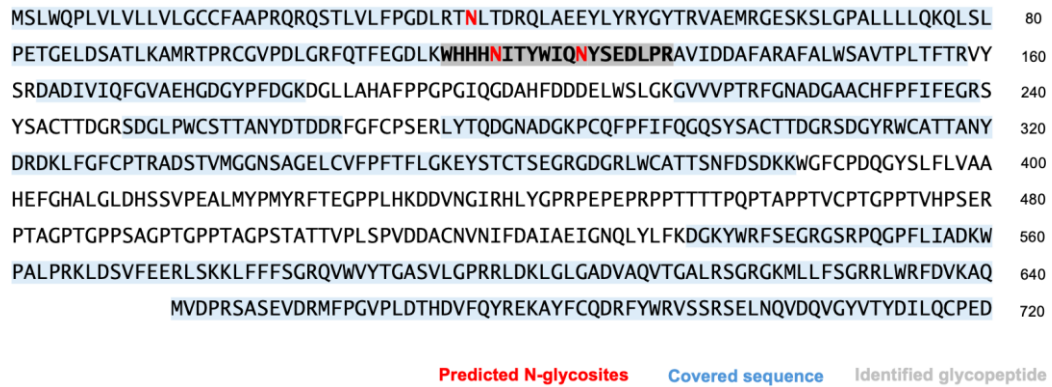 MSLWQPLVLVLLVLGCCFAAPRQRQSTLVLFPGDLRTNLTDRQLAEEYLYRYGYTRVAEMRGESKSLGPALLLLQKQLSL 80
PETGELDSATLKAMRTPRCGVPDLGRFQTFEGDLKWHHHNITYWIQNYSEDLPRAVIDDAFARAFALWSAVTPLTFTRVY 160
SRDADIVIQFGVAEHGDGYPFDGKDGLLAHAFPPGPGIQGDAHFDDDELWSLGKGVVVPTRFGNADGAACHFPFIFEGRS 240
YSACTTDGRSDGLPWCSTTANYDTDDRFGFCPSERLYTQDGNADGKPCQFPFIFQGQSYSACTTDGRSDGYRWCATTANY 320
DRDKLFGFCPTRADSTVMGGNSAGELCVFPFTFLGKEYSTCTSEGRGDGRLWCATTSNFDSDKKWGFCPDQGYSLFLVAA 400
HEFGHALGLDHSSVPEALMYPMYRFTEGPPLHKDDVNGIRHLYGPRPEPEPRPPTTTTPQPTAPPTVCPTGPPTVHPSER 480
PTAGPTGPPSAGPTGPPTAGPSTATTVPLSPVDDACNVNIFDAIAEIGNQLYLFKDGKYWRFSEGRGSRPQGPFLIADKW 560
PALPRKLDSVFEERLSKKLFFFSGRQVWVYTGASVLGPRRLDKLGLGADVAQVTGALRSGRGKMLLFSGRRLWRFDVKAQ 640
MVDPRSASEVDRMFPGVPLDTHDVFQYREKAYFCQDRFYWRVSSRSELNQVDQVGYVTYDILQCPED 720
Predicted N-glycosites Covered sequence Identified glycopeptide